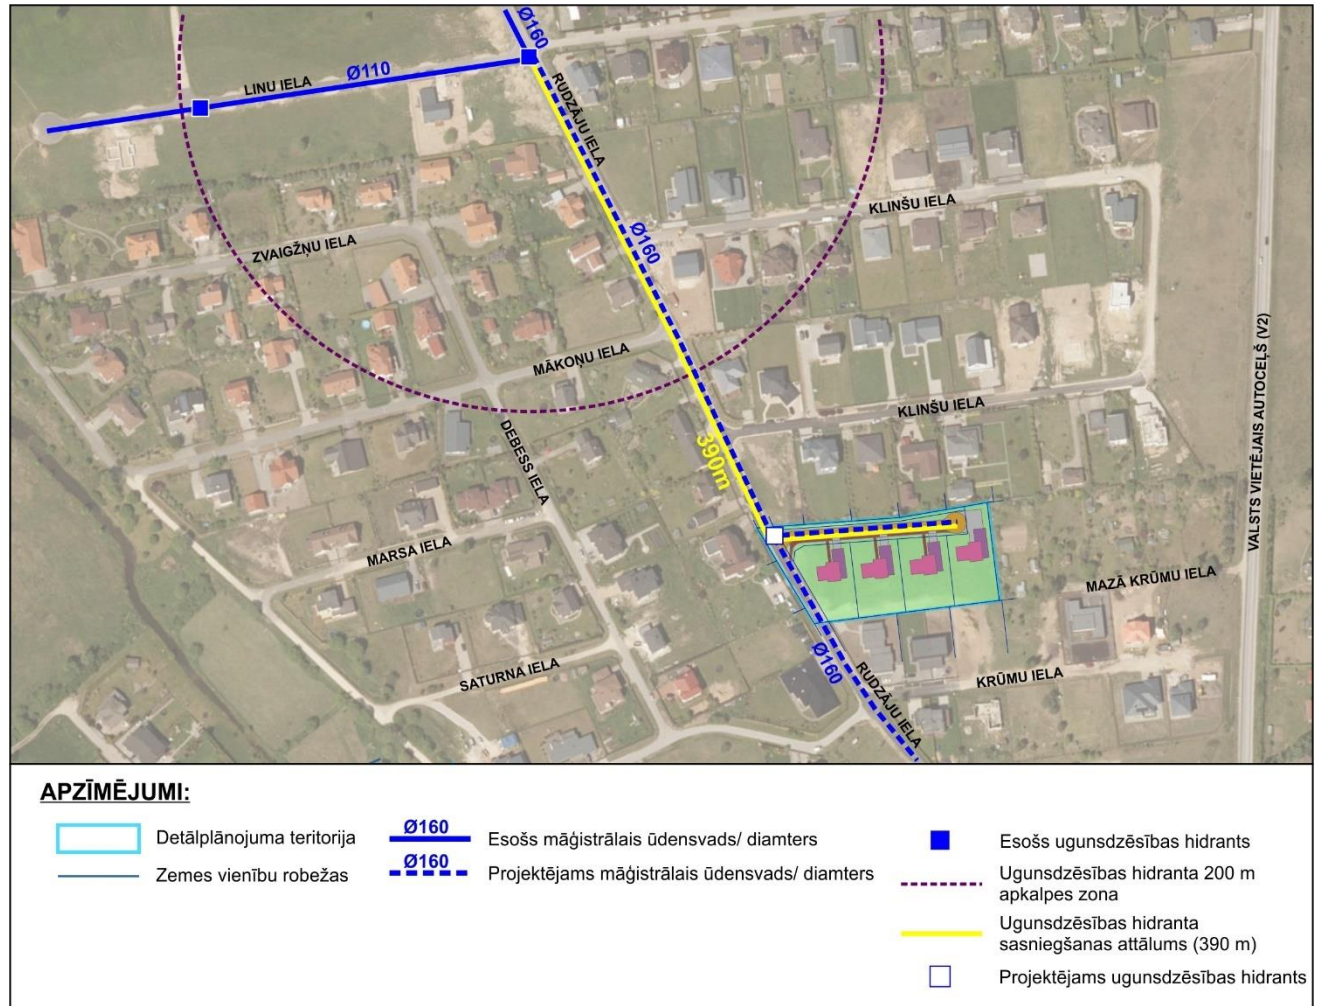 Ø160
LINU IELA
Ø110
RUDZĀJU IELA
KLINŠU IELA
Ø160
ZVAIGŽŅU IELA
MĀKOŅU IELA
VALSTS VIETĒJAIS AUTOCEĻŠ (V2)
KLINŠU IELA
DEBESS IELA
390m
MARSA IELA
MAZĀ KRŪMU IELA
SATURNA IELA
Ø160
RUDZĀJU IELA
KRŪMU IELA
APZĪMĒJUMI:
Detālplānojuma teritorija
Zemes vienību robežas
Ø160
Esošs māģistrālais ūdensvads/ diamters
Ø160
Projektējams māģistrālais ūdensvads/ diamters
Esošs ugunsdzēsības hidrants
Ugunsdzēsības hidranta 200 m
apkalpes zona
Ugunsdzēsības hidranta
sasniegšanas attālums (390 m)
Projektējams ugunsdzēsības hidrants